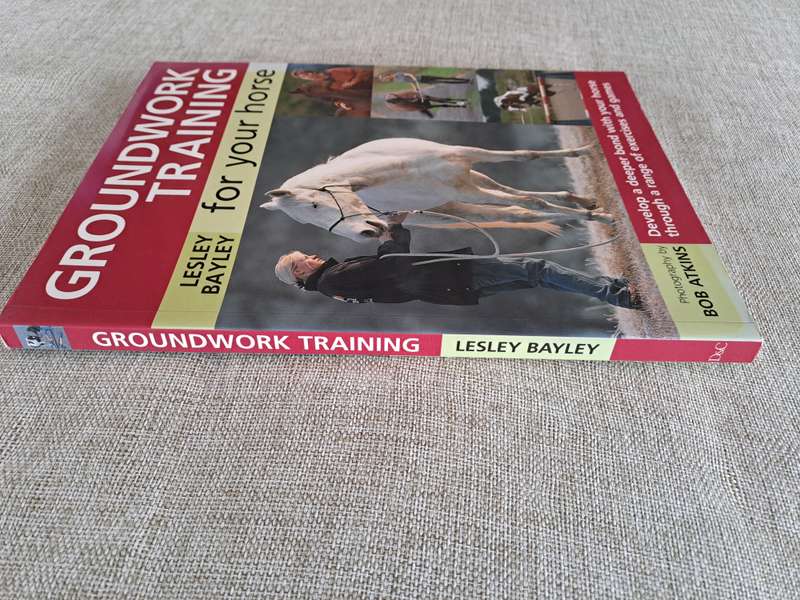 GROUNDWORK
TRAINING
for your horse
LESLEY
BAYLEY
Develop a deeper bond with your horse
through a range of exercises and games
Photography by
BOB ATKINS
GROUNDWORK TRAINING
LESLEY BAYLEY
D&C